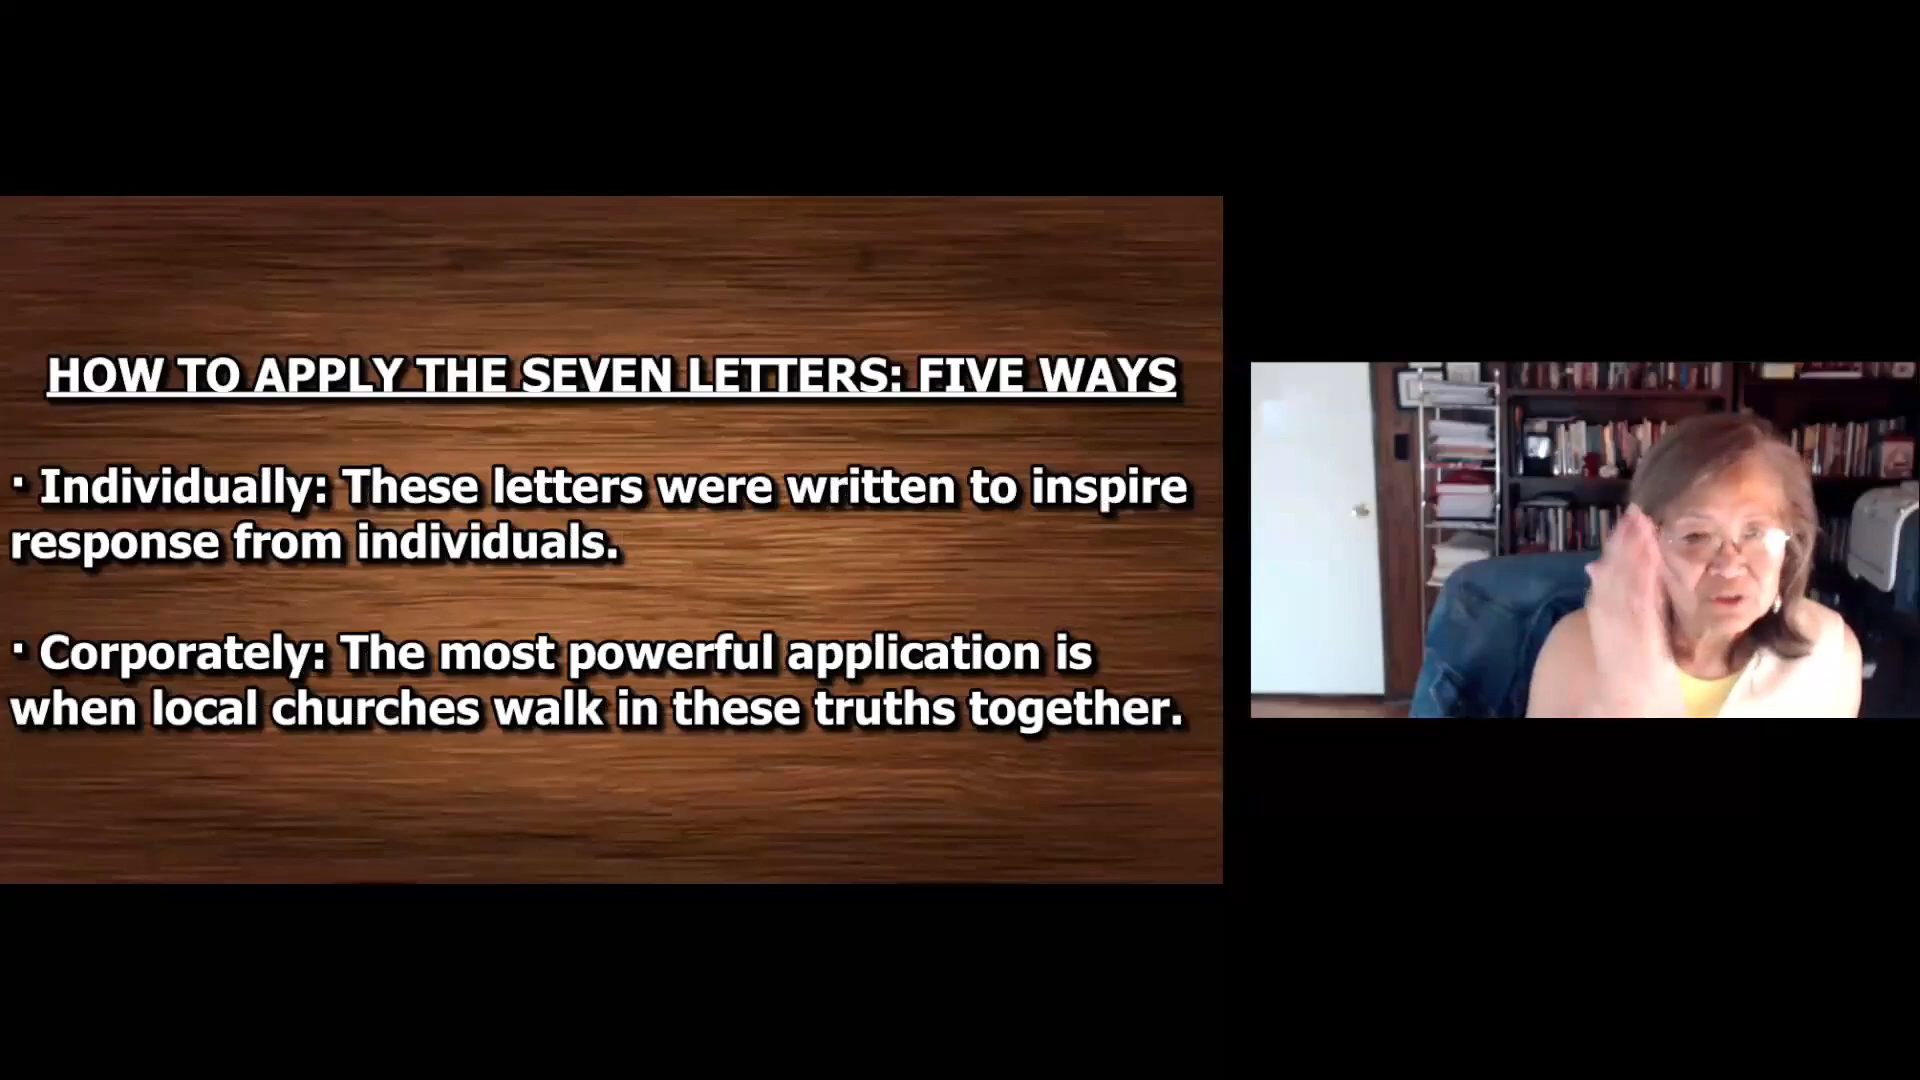 HOW TO APPLY THE SEVEN LETTERS: FIVE WAYS
· Individually: These letters were written to inspire
response from individuals.
· Corporately: The most powerful application is
when local churches walk in these truths together.